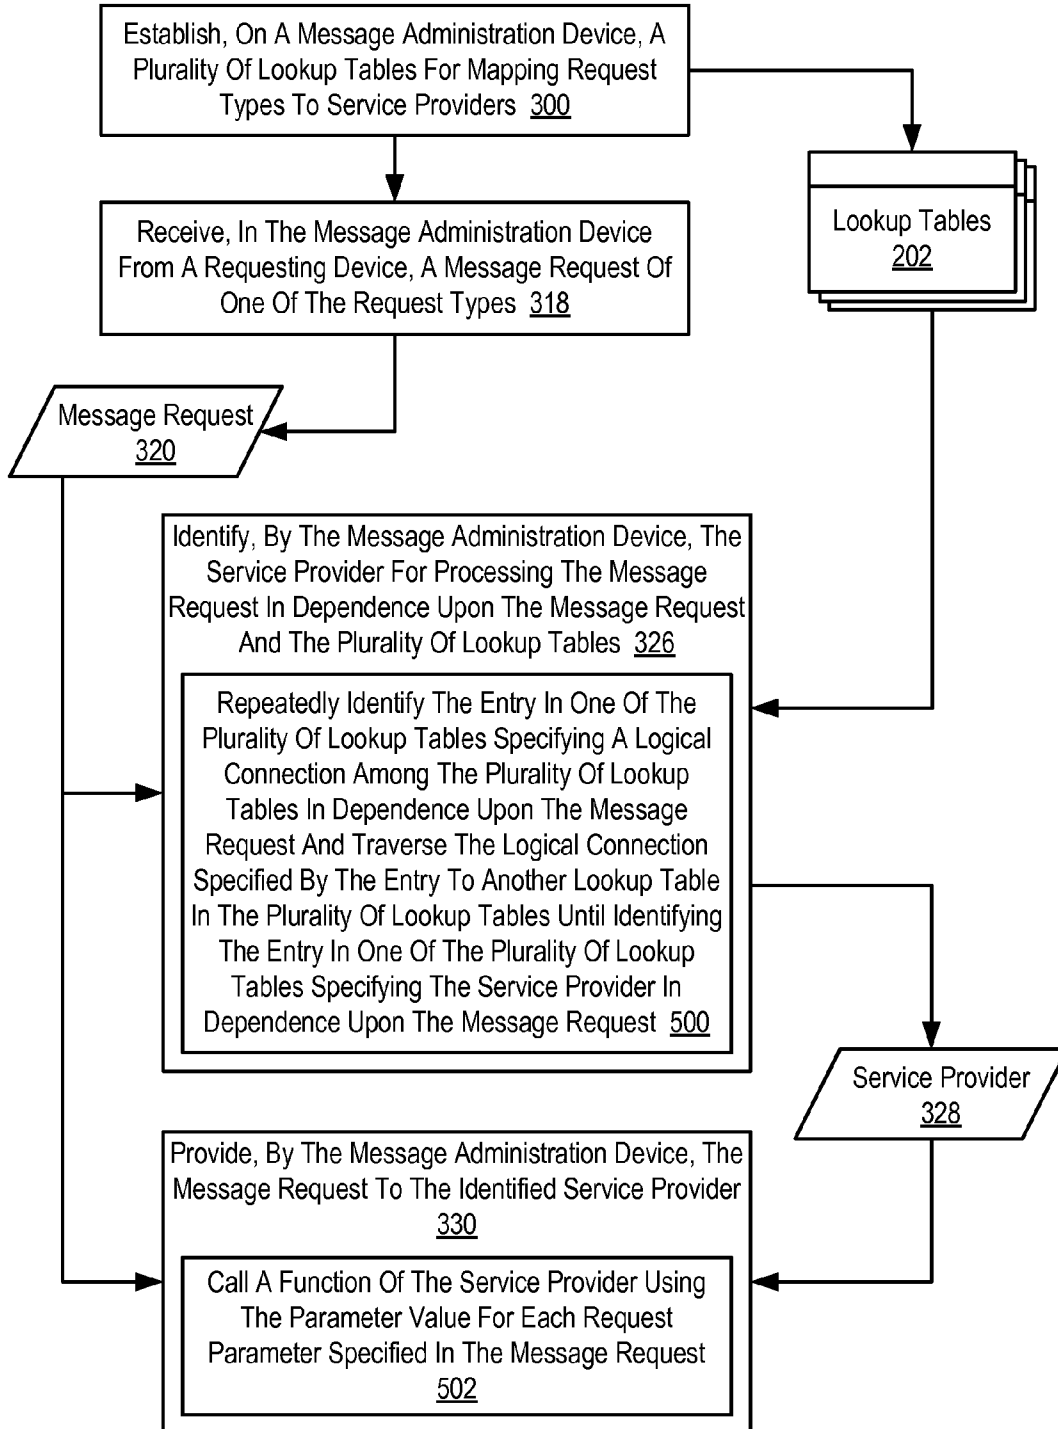 Establish, On A Message Administration Device, A
Plurality Of Lookup Tables For Mapping Request
Types To Service Providers 300
Lookup Tables
202
Receive, In The Message Administration Device
From A Requesting Device, A Message Request Of
One Of The Request Types 318
Message Request
320
Identify, By The Message Administration Device, The
Service Provider For Processing The Message
Request In Dependence Upon The Message Request
And The Plurality Of Lookup Tables 326
Repeatedly Identify The Entry In One Of The
Plurality Of Lookup Tables Specifying A Logical
Connection Among The Plurality Of Lookup
Tables In Dependence Upon The Message
Request And Traverse The Logical Connection
Specified By The Entry To Another Lookup Table
In The Plurality Of Lookup Tables Until Identifying
The Entry In One Of The Plurality Of Lookup
Tables Specifying The Service Provider In
Dependence Upon The Message Request 500
Service Provider
328
Provide, By The Message Administration Device, The
Message Request To The Identified Service Provider
330
Call A Function Of The Service Provider Using
The Parameter Value For Each Request
Parameter Specified In The Message Request
502